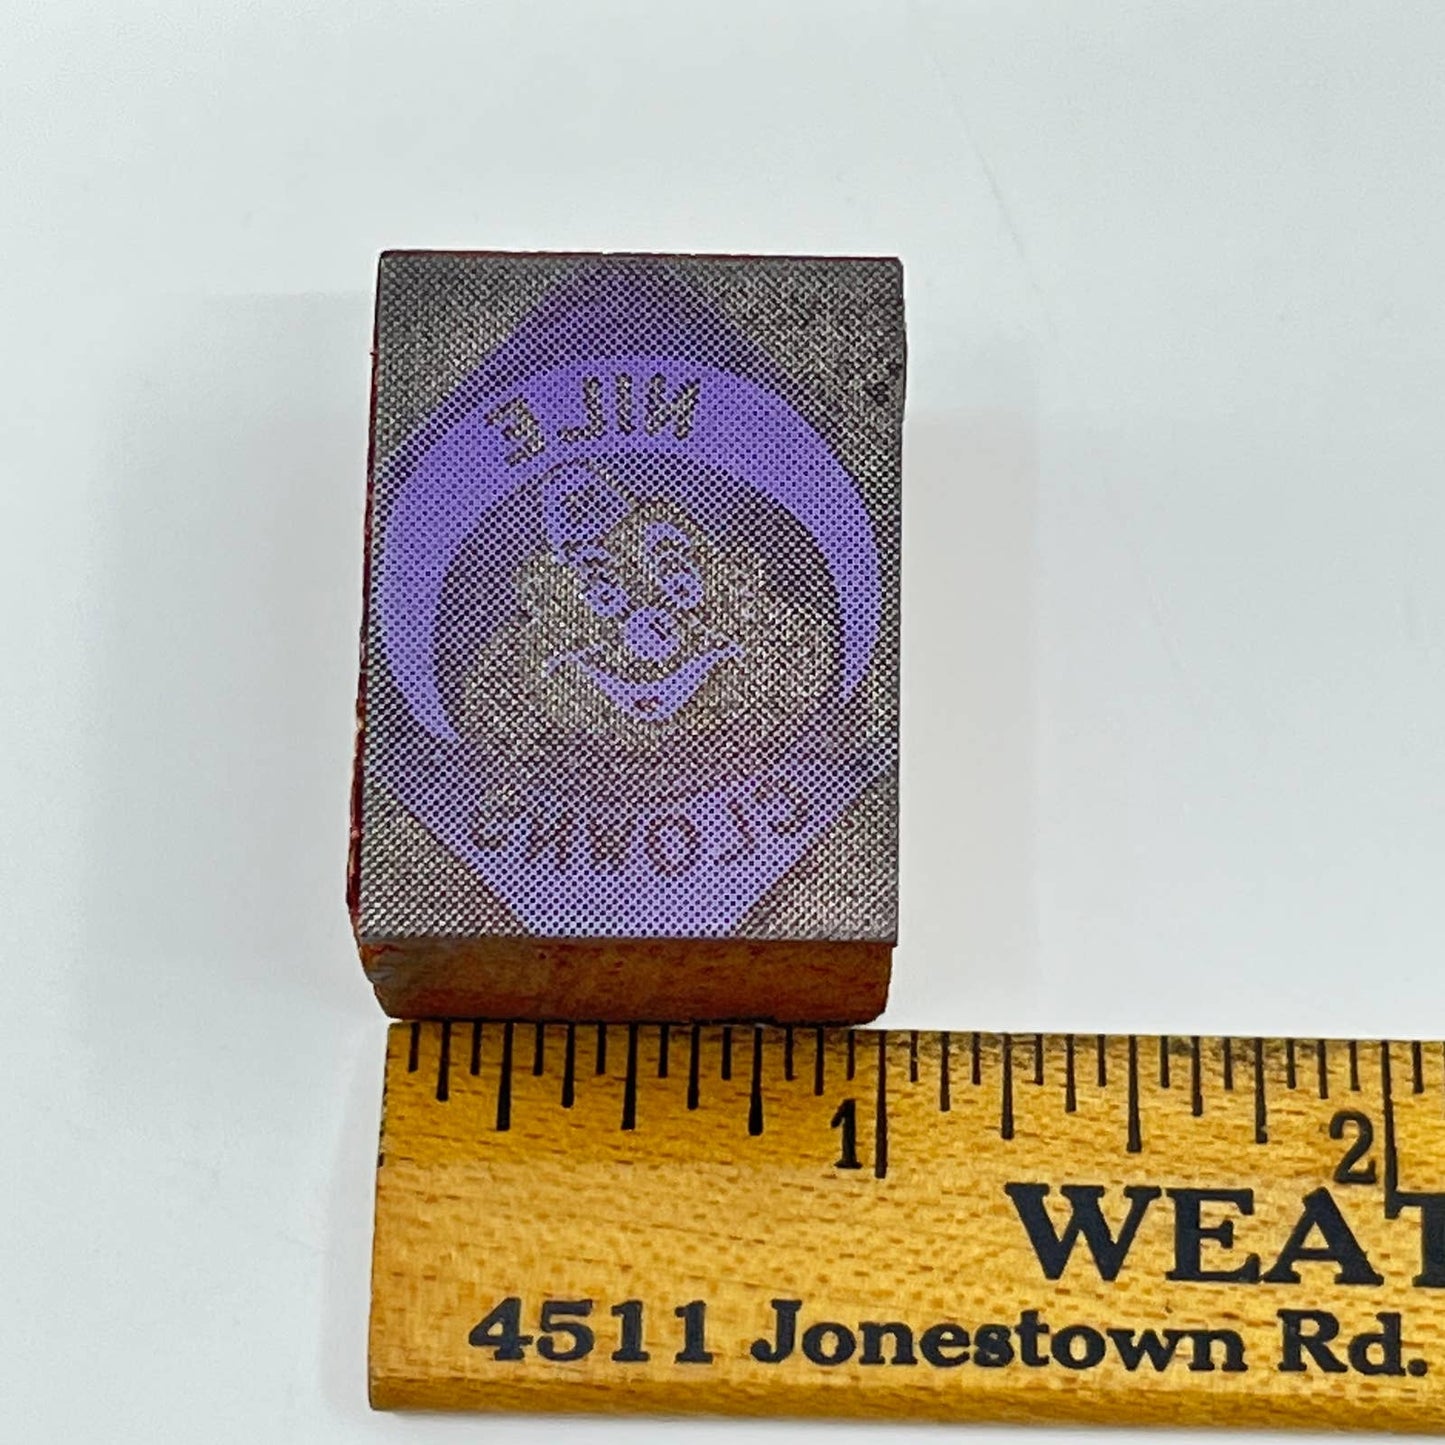 NILE
CLOWNS
1 2
WEAT
4511 Jonestown Rd.